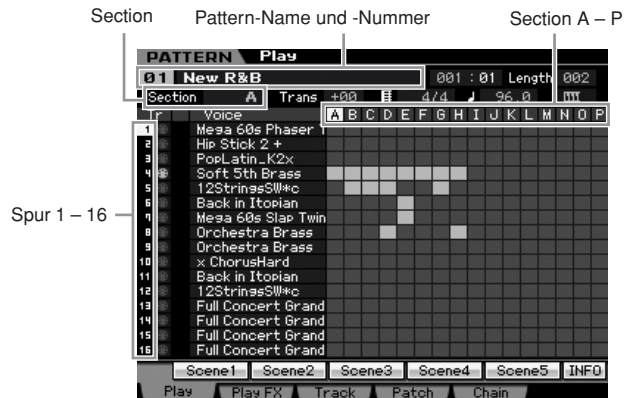 Section
Pattern-Name und -Nummer
Section A – P
PATTERN Play
01 New R&B 001 : 01 Length 002
Section A Trans +00 4/4 96.0
Tr Voice A B C D E F G H I J K L M N O P
1 Mega 60s Phaser 1
2 Hip Stick 2 +
3 PopLatin_K2x
4 Soft 5th Brass
5 12StringsSW*c
6 Back in Itopian
7 Mega 60s Slap Twin
8 Orchestra Brass
9 Orchestra Brass
10 x ChorusHard
11 Back in Itopian
12 12StringsSW*c
13 Full Concert Grand
14 Full Concert Grand
15 Full Concert Grand
16 Full Concert Grand
Spur 1 – 16
Scene1 Scene2 Scene3 Scene4 Scene5 INFO
Play Play FX Track Patch Chain